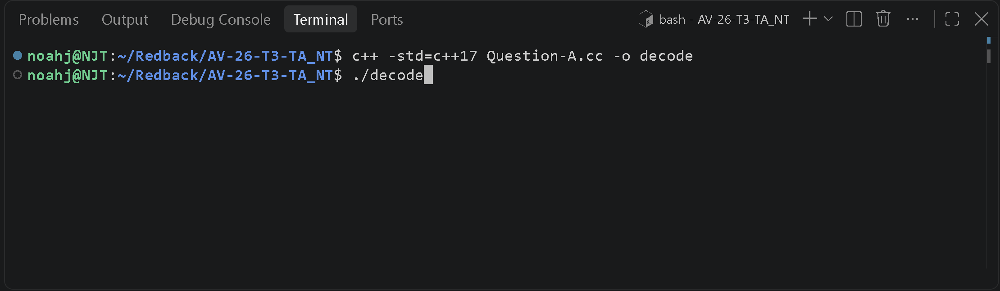 Problems Output Debug Console Terminal Ports bash - AV-26-T3-TA_NT
noahj@NJT:~/Redback/AV-26-T3-TA_NT$ c++ -std=c++17 Question-A.cc -o decode
noahj@NJT:~/Redback/AV-26-T3-TA_NT$ ./decode